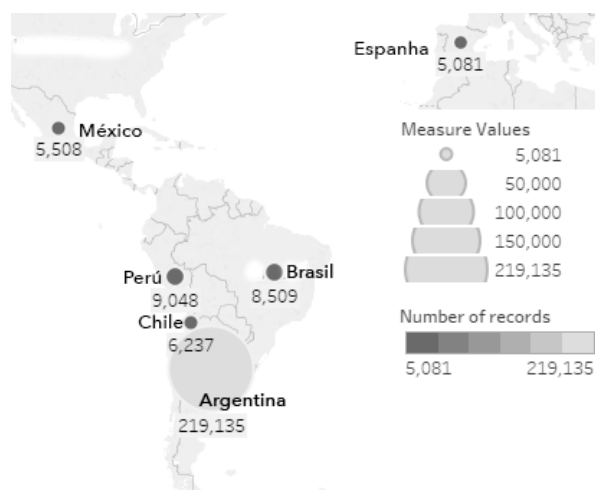 Espanha
5,081
México
5,508
Measure Values
5,081
50,000
100,000
150,000
219,135
Perú
9,048
Brasil
8,509
Chile
6,237
Number of records
5,081 219,135
Argentina
219,135